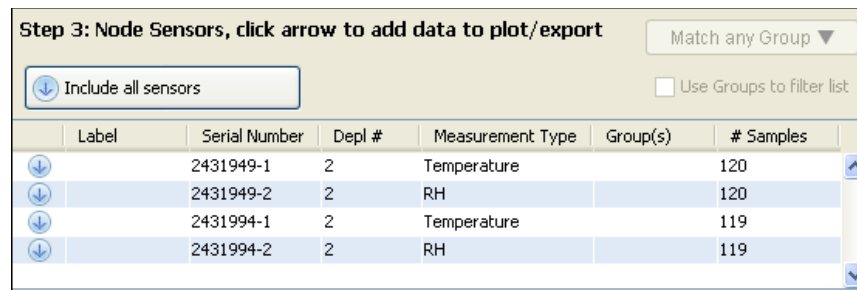 Step 3: Node Sensors, click arrow to add data to plot/export
Match any Group ▼
Include all sensors
Use Groups to filter list
Label Serial Number Depl # Measurement Type Group(s) # Samples
2431949-1 2 Temperature 120
2431949-2 2 RH 120
2431994-1 2 Temperature 119
2431994-2 2 RH 119